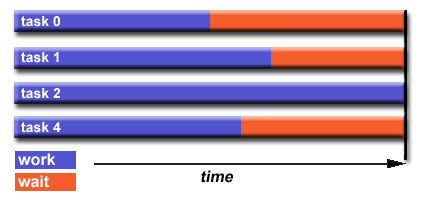 task 0
task 1
task 2
task 4
work
wait
time